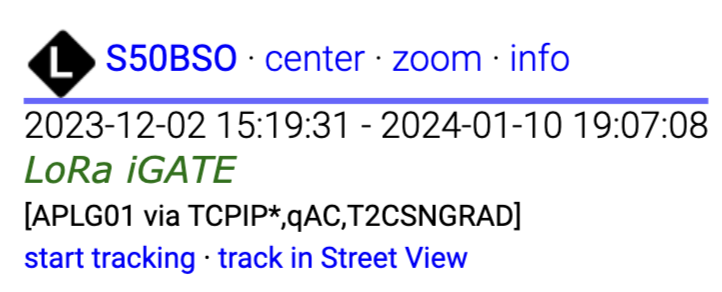 L S50BSO · center · zoom · info
2023-12-02 15:19:31 - 2024-01-10 19:07:08
LoRa iGATE
[APLG01 via TCPIP*,qAC,T2CSNGRAD]
start tracking · track in Street View